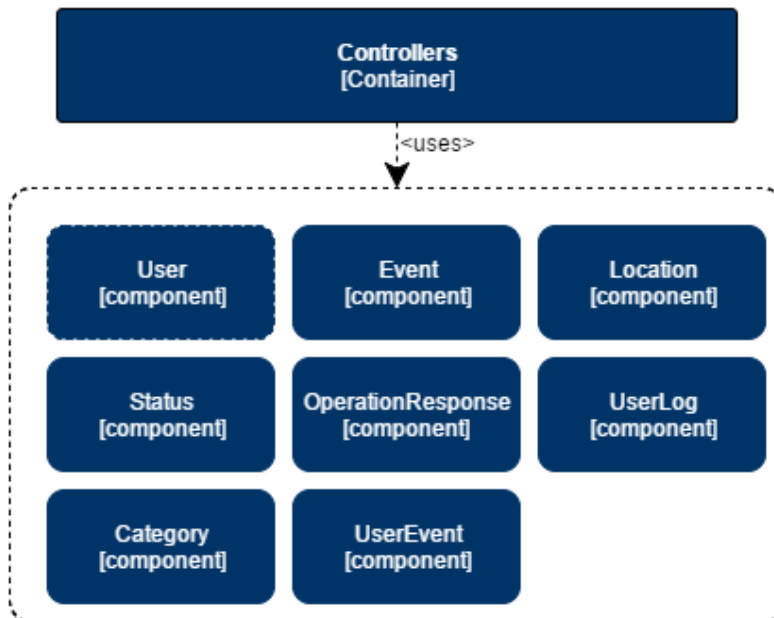 Controllers
[Container]
<uses>
User
[component]
Event
[component]
Location
[component]
Status
[component]
OperationResponse
[component]
UserLog
[component]
Category
[component]
UserEvent
[component]